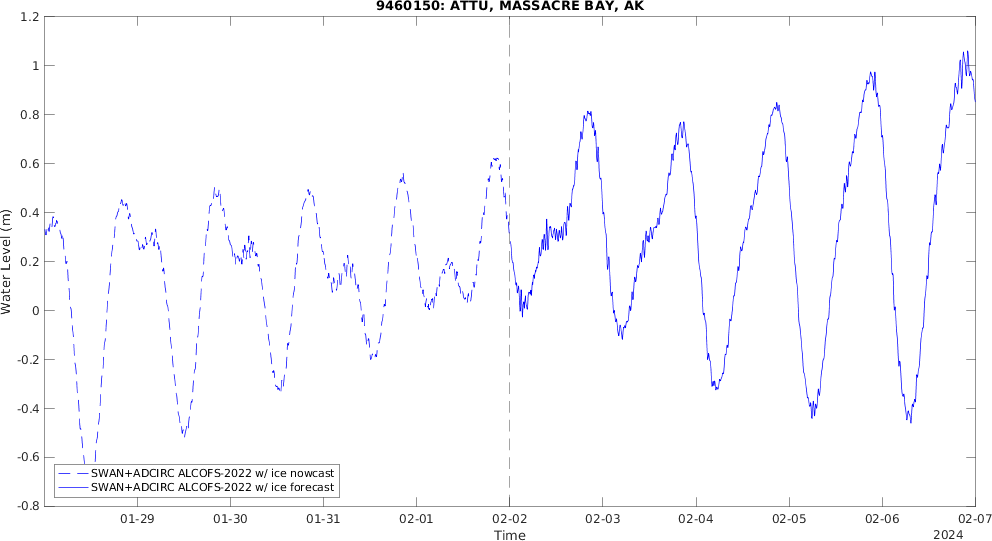 9460150: ATTU, MASSACRE BAY, AK
1.2
1
0.8
0.6
0.4
0.2
0
-0.2
-0.4
-0.6
-0.8
Water Level (m)
SWAN+ADCIRC ALCOFS-2022 w/ ice nowcast
SWAN+ADCIRC ALCOFS-2022 w/ ice forecast
01-29 01-30 01-31 02-01 02-02 02-03 02-04 02-05 02-06 02-07
Time
2024